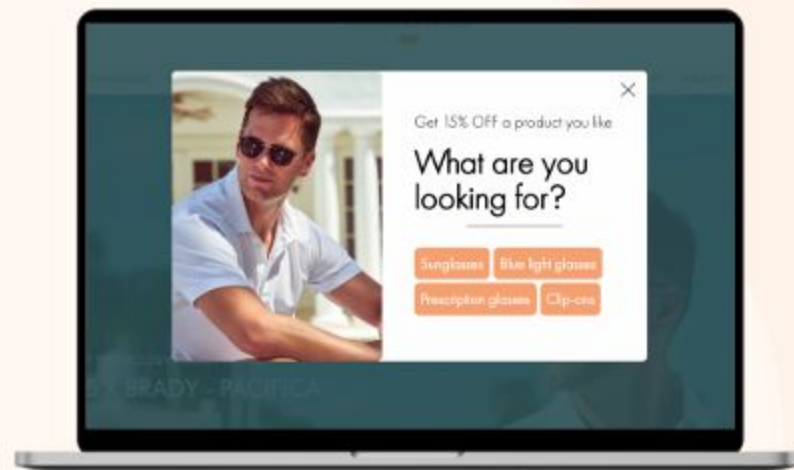 Get 15% OFF a product you like
What are you
looking for?
Sunglasses
Blue light glasses
Prescription glasses
Clip-ons
BRADY - PACIFICA